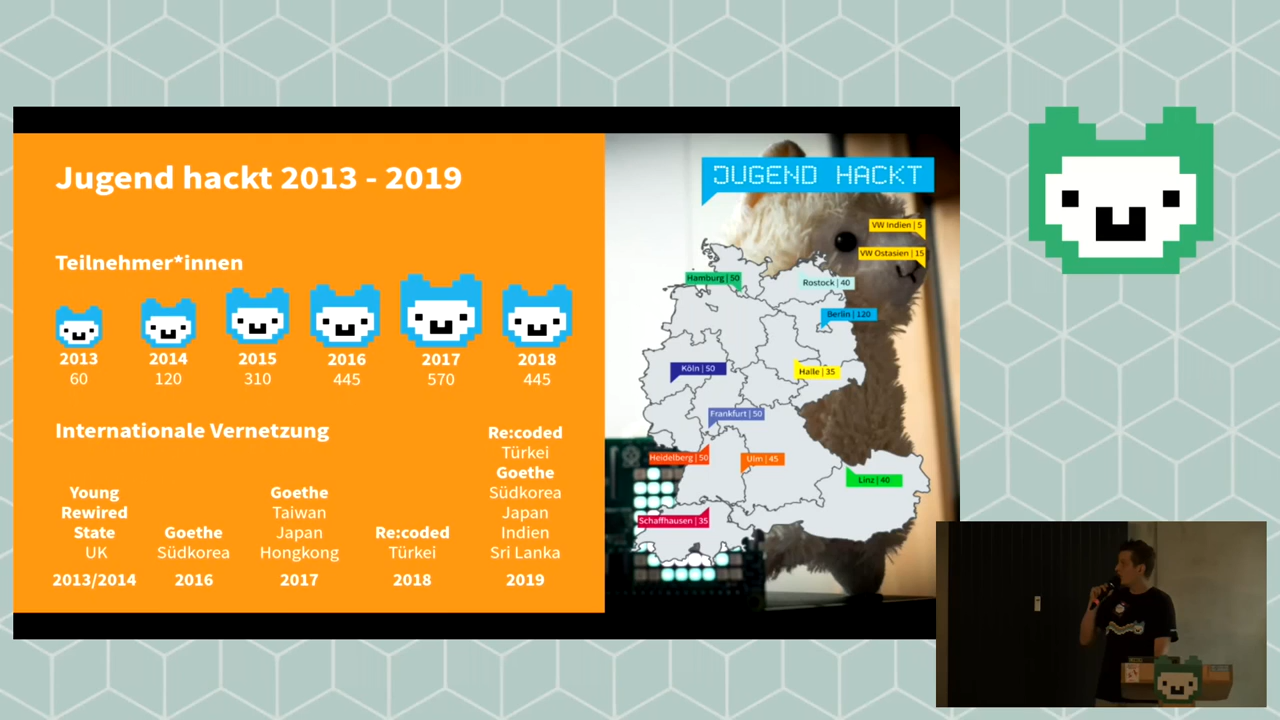 Jugend hackt 2013 - 2019
Teilnehmer*innen
2013
60
2014
120
2015
310
2016
445
2017
570
2018
445
Internationale Vernetzung
Young
Rewired
State
UK
2013/2014
Goethe
Südkorea
2016
Goethe
Taiwan
Japan
Hongkong
2017
Re:coded
Türkei
2018
Re:coded
Türkei
Goethe
Südkorea
Japan
Indien
Sri Lanka
2019
JUGEND HACKT
VW Indien | 5
VW Ostasien | 15
Hamburg | 50
Rostock | 40
Berlin | 120
Köln | 50
Halle | 35
Frankfurt | 50
Heidelberg | 50
Ulm | 45
Linz | 40
Schaffhausen | 35